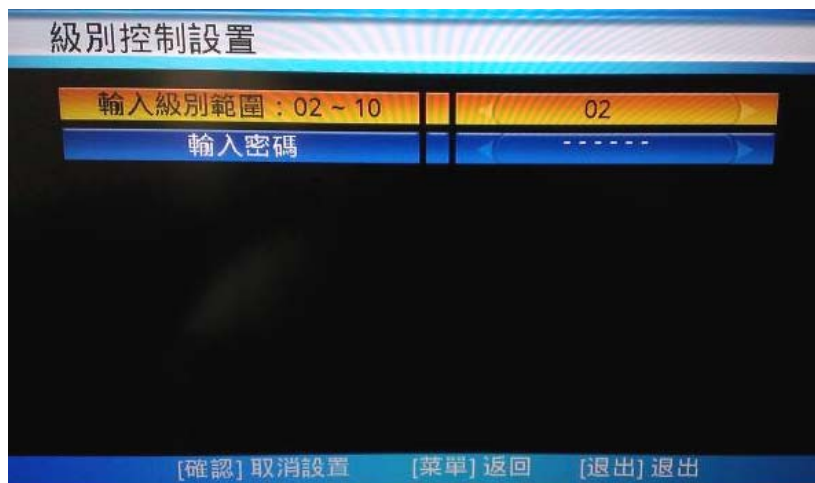 級別控制設置
輸入級別範圍：02 ~ 10 02
輸入密碼 ------
[確認] 取消設置 [菜單] 返回 [退出] 退出